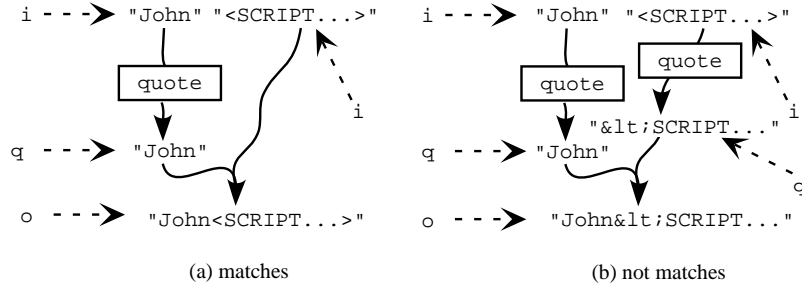 i "John" "<SCRIPT...>"
quote
i
q "John"
o "John<SCRIPT...>"
(a) matches
i "John" "<SCRIPT...>"
quote
quote
i
"&lt;SCRIPT..."
q "John"
q
o "John&lt;SCRIPT..."
(b) not matches